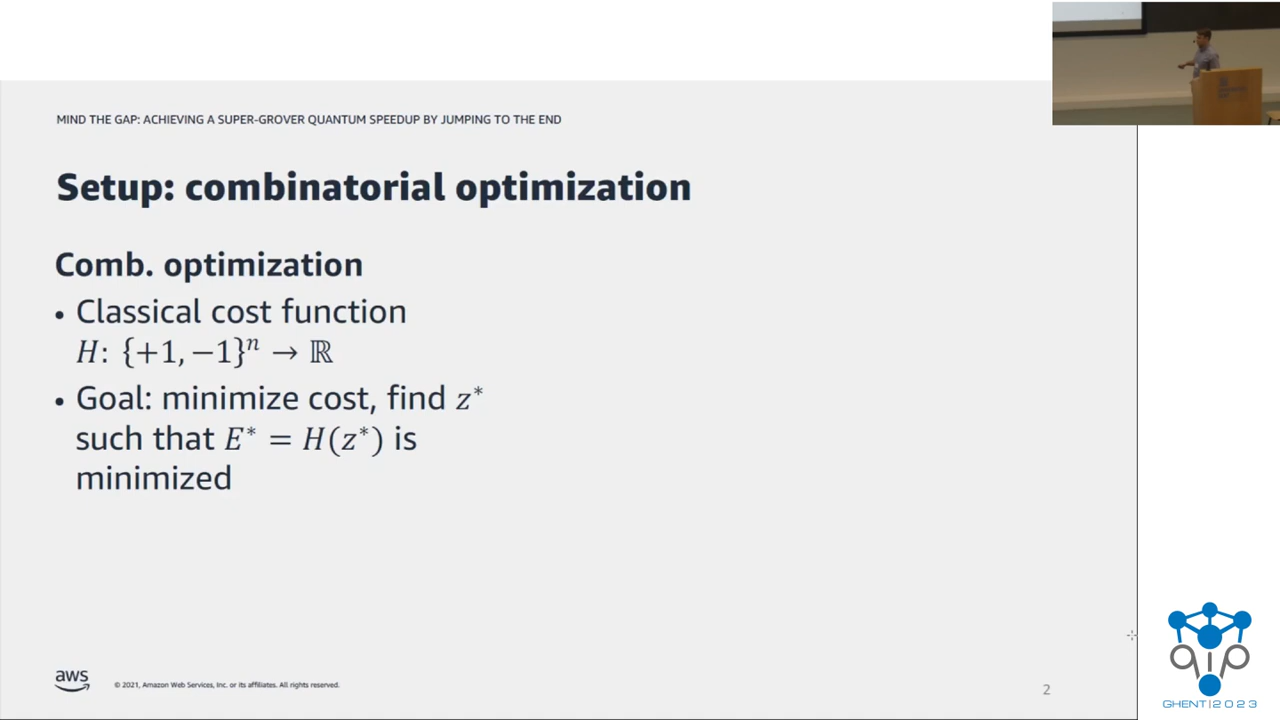 MIND THE GAP: ACHIEVING A SUPER-GROVER QUANTUM SPEEDUP BY JUMPING TO THE END
Setup: combinatorial optimization
Comb. optimization
• Classical cost function
H: {+1, −1}ⁿ → ℝ
• Goal: minimize cost, find z*
such that E* = H(z*) is
minimized
aws
© 2021, Amazon Web Services, Inc. or its affiliates. All rights reserved.
2
qip
GHENT|2023